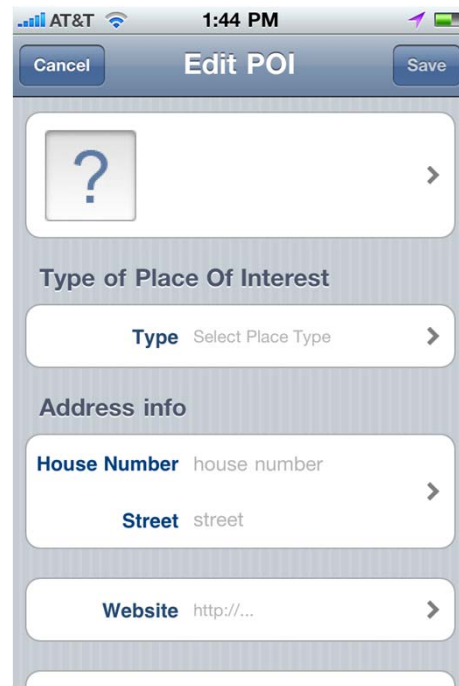 AT&T 1:44 PM
Cancel Edit POI Save
?
Type of Place Of Interest
Type Select Place Type
Address info
House Number house number
Street street
Website http://...